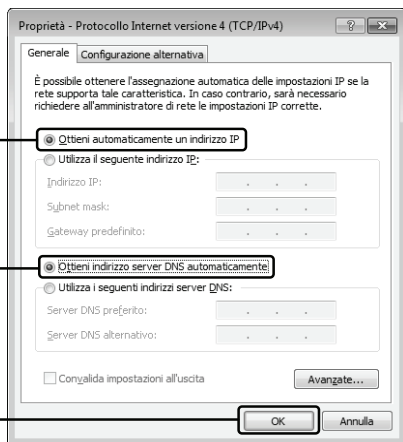 Proprietà - Protocollo Internet versione 4 (TCP/IPv4)
Generale
Configurazione alternativa
È possibile ottenere l'assegnazione automatica delle impostazioni IP se la
rete supporta tale caratteristica. In caso contrario, sarà necessario
richiedere all'amministratore di rete le impostazioni IP corrette.
Ottieni automaticamente un indirizzo IP
Utilizza il seguente indirizzo IP:
Indirizzo IP:
Subnet mask:
Gateway predefinito:
Ottieni indirizzo server DNS automaticamente
Utilizza i seguenti indirizzi server DNS:
Server DNS preferito:
Server DNS alternativo:
Convalida impostazioni all'uscita
Avanzate...
OK
Annulla